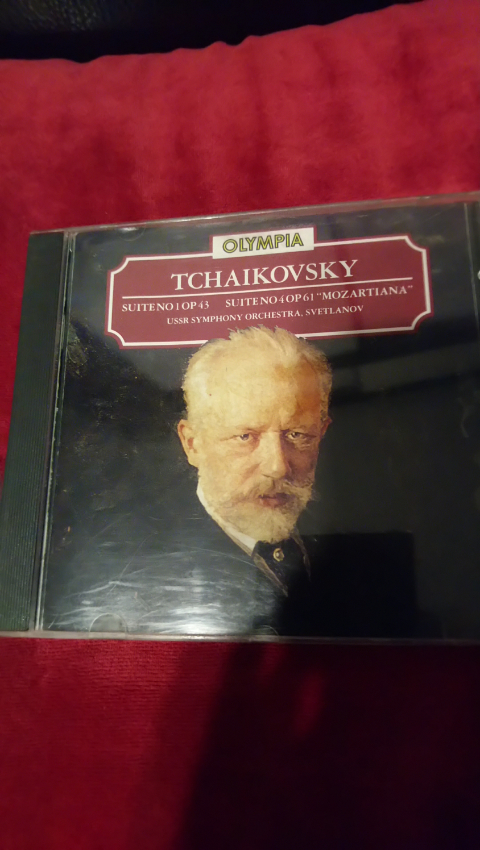 OLYMPIA
TCHAIKOVSKY
SUITE NO 1 OP 43 SUITE NO 4 OP 61 "MOZARTIANA"
USSR SYMPHONY ORCHESTRA, SVETLANOV